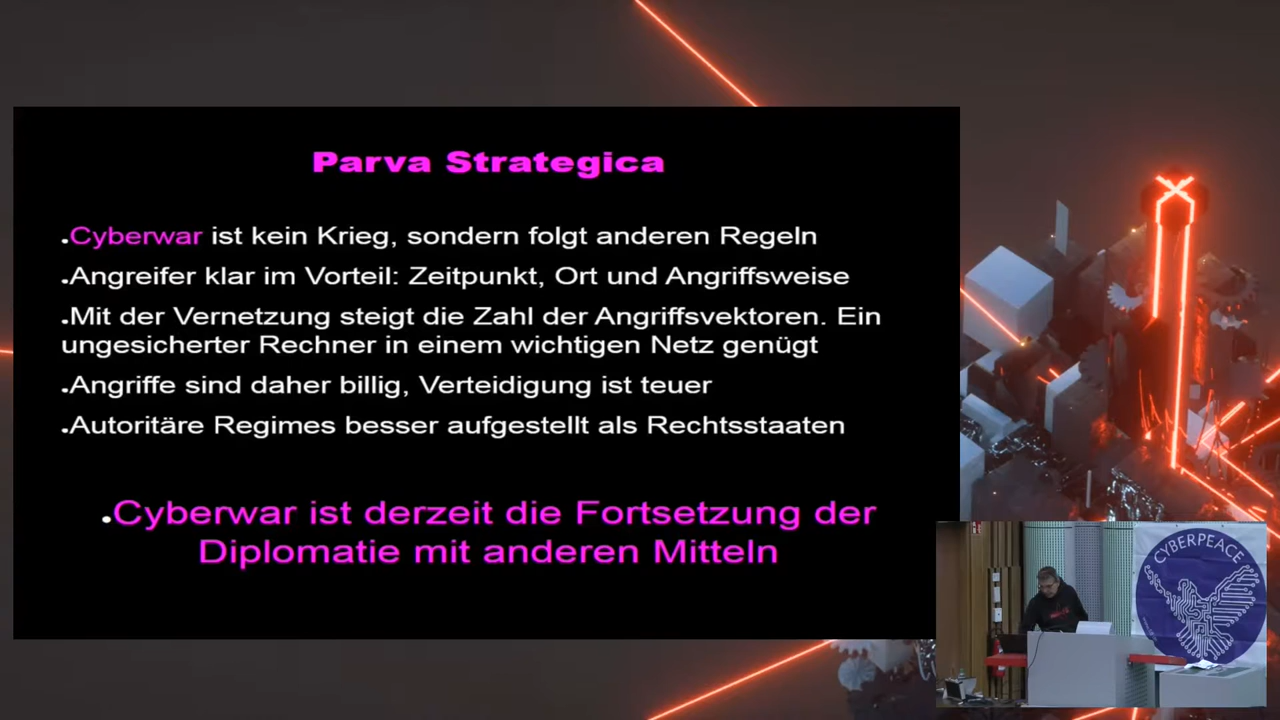 Parva Strategica
.Cyberwar ist kein Krieg, sondern folgt anderen Regeln
.Angreifer klar im Vorteil: Zeitpunkt, Ort und Angriffsweise
.Mit der Vernetzung steigt die Zahl der Angriffsvektoren. Ein
ungesicherter Rechner in einem wichtigen Netz genügt
.Angriffe sind daher billig, Verteidigung ist teuer
.Autoritäre Regimes besser aufgestellt als Rechtsstaaten
.Cyberwar ist derzeit die Fortsetzung der
Diplomatie mit anderen Mitteln
CYBERPEACE